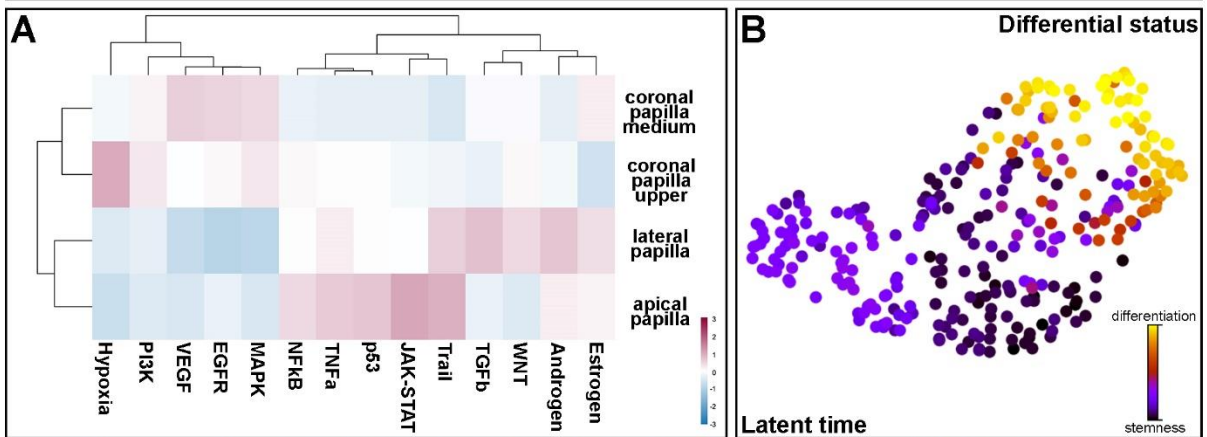 A
coronal
papilla
medium
coronal
papilla
upper
lateral
papilla
apical
papilla
Hypoxia
PI3K
VEGF
EGFR
MAPK
NFkB
TNFa
p53
JAK-STAT
Trail
TGFb
WNT
Androgen
Estrogen
3
2
1
0
-1
-2
-3
B
Differential status
differentiation
stemness
Latent time